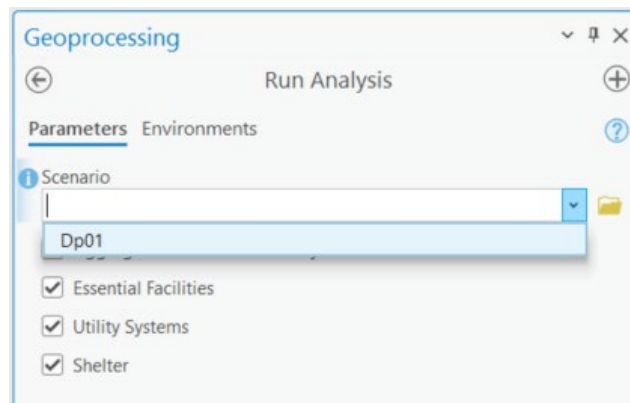 Geoprocessing
Run Analysis
Parameters Environments
Scenario
Dp01
Essential Facilities
Utility Systems
Shelter